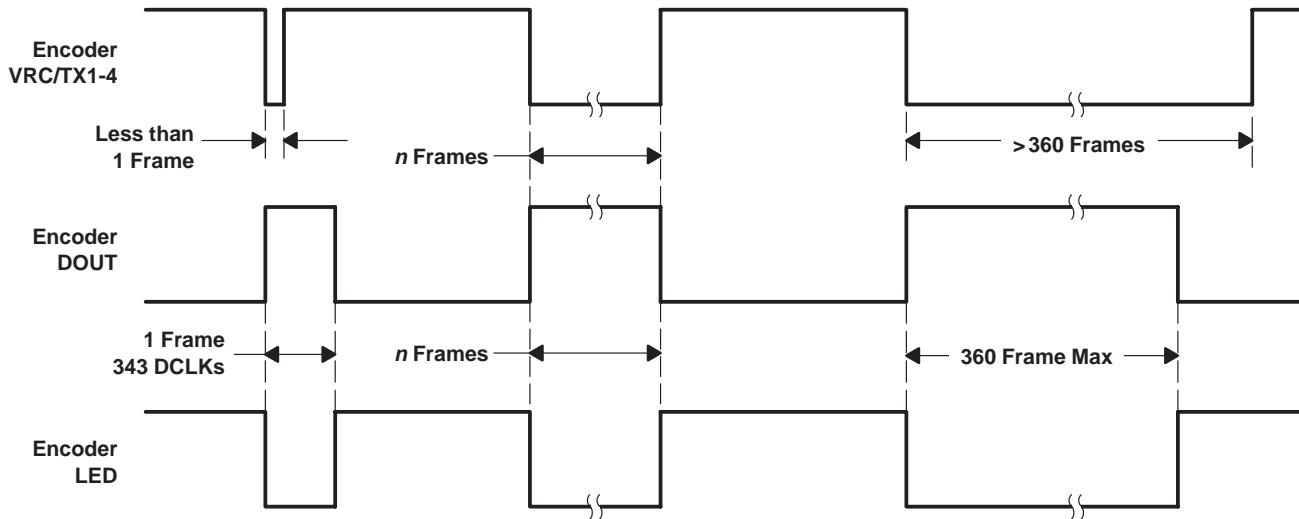 Encoder
VRC/TX1-4
Less than
1 Frame
n Frames
> 360 Frames
Encoder
DOUT
1 Frame
343 DCLKs
n Frames
360 Frame Max
Encoder
LED